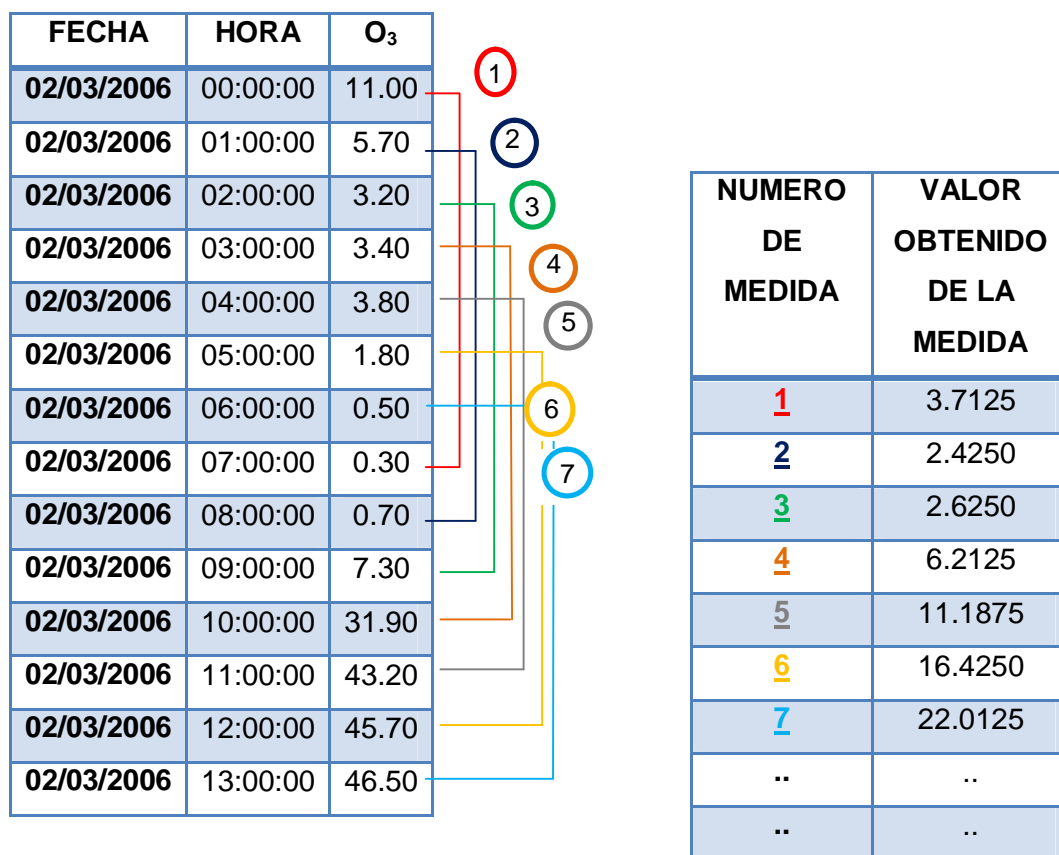 FECHA HORA O₃
02/03/2006 00:00:00 11.00
02/03/2006 01:00:00 5.70
02/03/2006 02:00:00 3.20
02/03/2006 03:00:00 3.40
02/03/2006 04:00:00 3.80
02/03/2006 05:00:00 1.80
02/03/2006 06:00:00 0.50
02/03/2006 07:00:00 0.30
02/03/2006 08:00:00 0.70
02/03/2006 09:00:00 7.30
02/03/2006 10:00:00 31.90
02/03/2006 11:00:00 43.20
02/03/2006 12:00:00 45.70
02/03/2006 13:00:00 46.50
1
2
3
4
5
6
7
NUMERO VALOR
DE OBTENIDO
MEDIDA DE LA
MEDIDA
1 3.7125
2 2.4250
3 2.6250
4 6.2125
5 11.1875
6 16.4250
7 22.0125
.. ..
.. ..